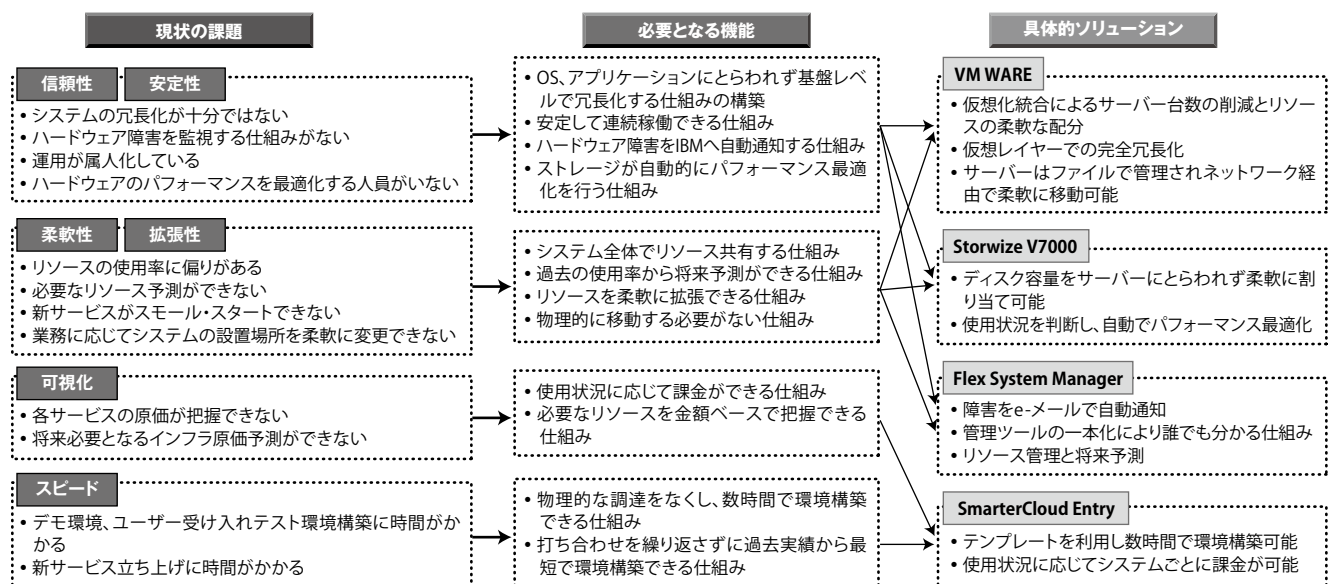 現状の課題
必要となる機能
具体的ソリューション
信頼性
安定性
• システムの冗長化が十分ではない
• ハードウェア障害を監視する仕組みがない
• 運用が属人化している
• ハードウェアのパフォーマンスを最適化する人員がいない
• OS、アプリケーションにとらわれず基盤レベ
ルで冗長化する仕組みの構築
• 安定して連続稼働できる仕組み
• ハードウェア障害をIBMへ自動通知する仕組み
• ストレージが自動的にパフォーマンス最適
化を行う仕組み
VM WARE
• 仮想化統合によるサーバー台数の削減とリソー
スの柔軟な配分
• 仮想レイヤーでの完全冗長化
• サーバーはファイルで管理されネットワーク経
由で柔軟に移動可能
柔軟性
拡張性
• リソースの使用率に偏りがある
• 必要なリソース予測ができない
• 新サービスがスモール・スタートできない
• 業務に応じてシステムの設置場所を柔軟に変更できない
• システム全体でリソース共有する仕組み
• 過去の使用率から将来予測ができる仕組み
• リソースを柔軟に拡張できる仕組み
• 物理的に移動する必要がない仕組み
Storwize V7000
• ディスク容量をサーバーにとらわれず柔軟に割
り当て可能
• 使用状況を判断し、自動でパフォーマンス最適化
可視化
• 各サービスの原価が把握できない
• 将来必要となるインフラ原価予測ができない
• 使用状況に応じて課金ができる仕組み
• 必要なリソースを金額ベースで把握できる
仕組み
Flex System Manager
• 障害をe-メールで自動通知
• 管理ツールの一本化により誰でも分かる仕組み
• リソース管理と将来予測
スピード
• デモ環境、ユーザー受け入れテスト環境構築に時間がか
かる
• 新サービス立ち上げに時間がかかる
• 物理的な調達をなくし、数時間で環境構築
できる仕組み
• 打ち合わせを繰り返さずに過去実績から最
短で環境構築できる仕組み
SmarterCloud Entry
• テンプレートを利用し数時間で環境構築可能
• 使用状況に応じてシステムごとに課金が可能